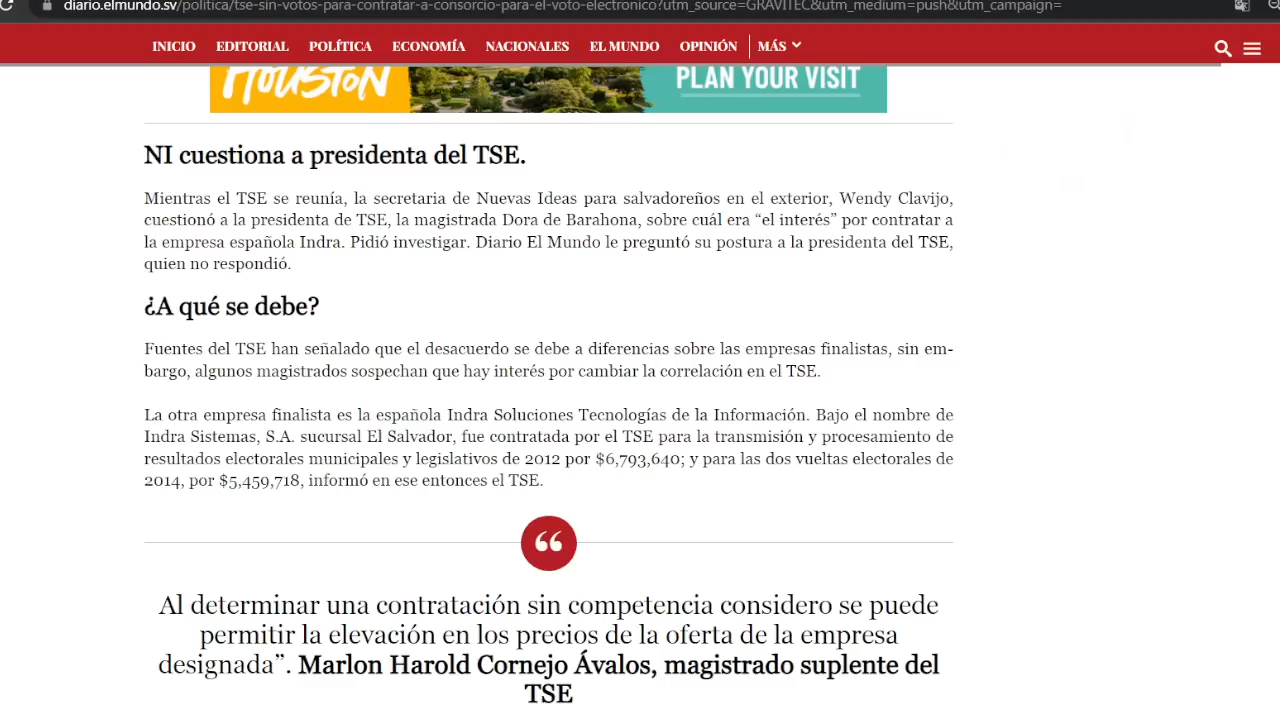 diario.elmundo.sv/politica/tse-sin-votos-para-contratar-a-consorcio-para-el-voto-electronico?utm_source=GRAVITEC&utm_medium=push&utm_campaign=
INICIO EDITORIAL POLÍTICA ECONOMÍA NACIONALES EL MUNDO OPINIÓN MÁS
HOUSTON PLAN YOUR VISIT
NI cuestiona a presidenta del TSE.
Mientras el TSE se reunía, la secretaria de Nuevas Ideas para salvadoreños en el exterior, Wendy Clavijo,
cuestionó a la presidenta de TSE, la magistrada Dora de Barahona, sobre cuál era “el interés” por contratar a
la empresa española Indra. Pidió investigar. Diario El Mundo le preguntó su postura a la presidenta del TSE,
quien no respondió.
¿A qué se debe?
Fuentes del TSE han señalado que el desacuerdo se debe a diferencias sobre las empresas finalistas, sin em-
bargo, algunos magistrados sospechan que hay interés por cambiar la correlación en el TSE.
La otra empresa finalista es la española Indra Soluciones Tecnologías de la Información. Bajo el nombre de
Indra Sistemas, S.A. sucursal El Salvador, fue contratada por el TSE para la transmisión y procesamiento de
resultados electorales municipales y legislativos de 2012 por $6,793,640; y para las dos vueltas electorales de
2014, por $5,459,718, informó en ese entonces el TSE.
“
Al determinar una contratación sin competencia considero se puede
permitir la elevación en los precios de la oferta de la empresa
designada”. Marlon Harold Cornejo Ávalos, magistrado suplente del
TSE